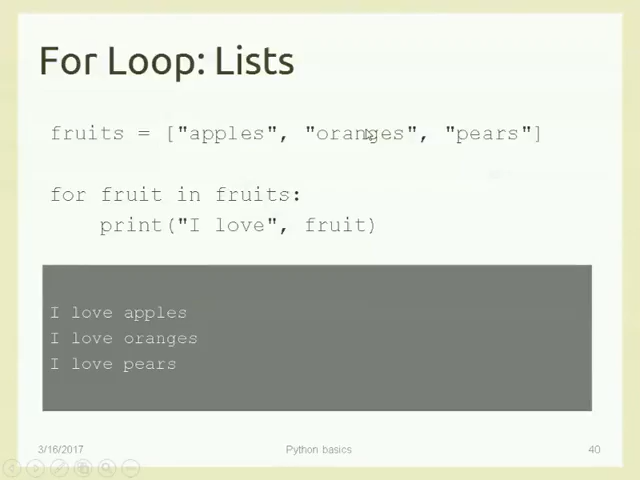 For Loop: Lists
fruits = ["apples", "oranges", "pears"]
for fruit in fruits:
    print("I love", fruit)
I love apples
I love oranges
I love pears
3/16/2017 Python basics 40